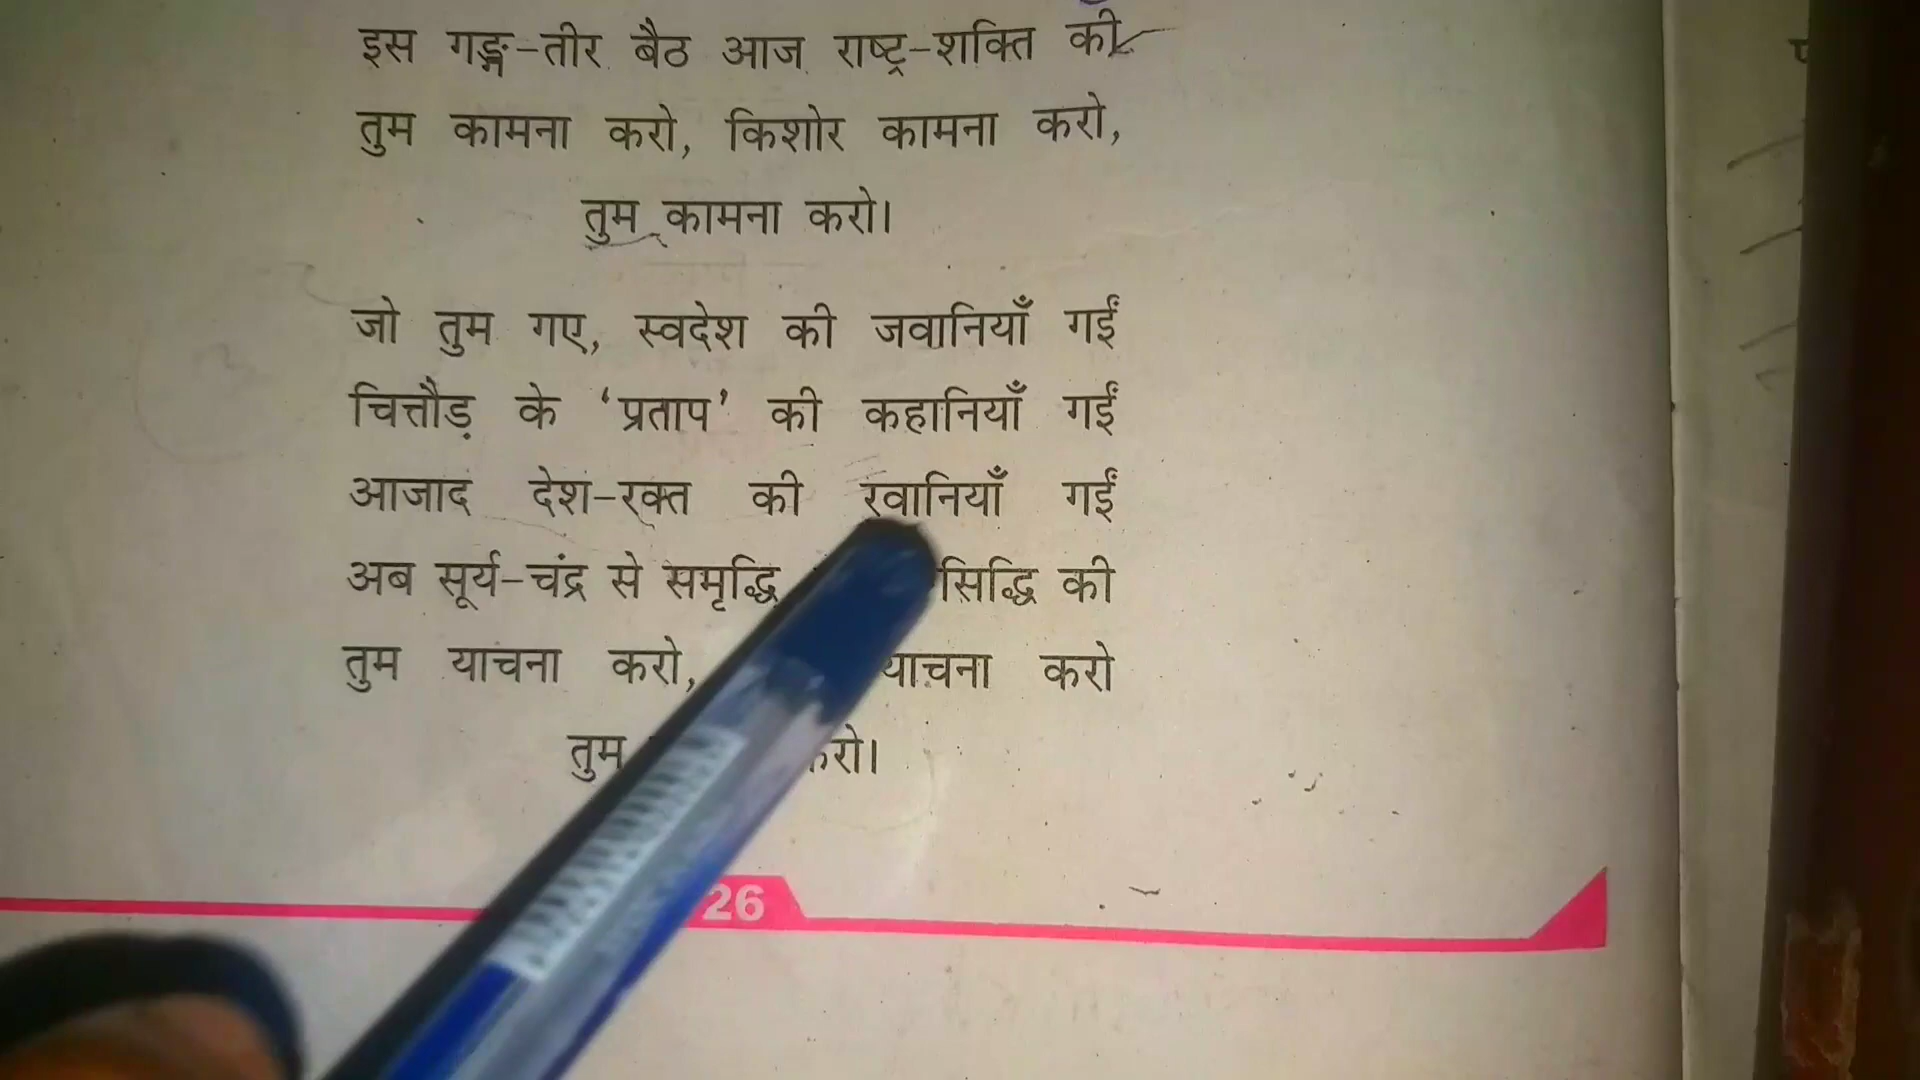 इस गङ्ग-तीर बैठ आज राष्ट्र-शक्ति की
तुम कामना करो, किशोर कामना करो,
तुम कामना करो।
जो तुम गए, स्वदेश की जवानियाँ गईं
चित्तौड़ के ‘प्रताप’ की कहानियाँ गईं
आजाद देश-रक्त की रवानियाँ गईं
अब सूर्य-चंद्र से समृद्धि सिद्धि की
तुम याचना करो, याचना करो
तुम करो।
26